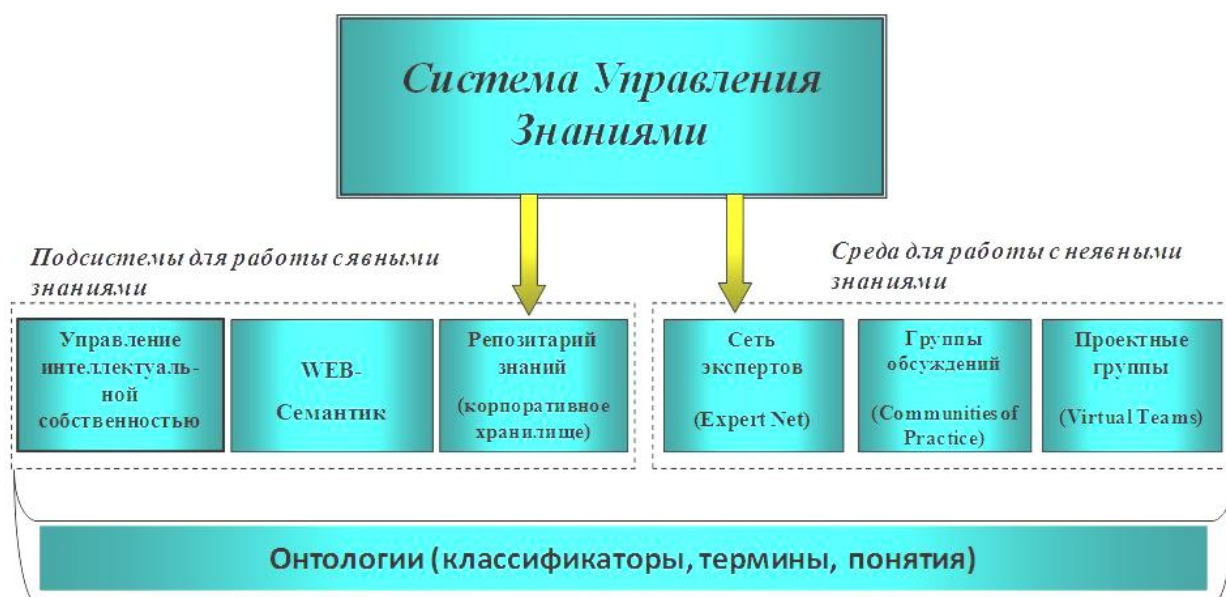 Система Управления
Знаниями
Подсистемы для работы с явными
знаниями
Среда для работы с неявными
знаниями
Управление
интеллектуаль-
ной
собственностью
WEB-
Семантик
Репозитарий
знаний
(корпоративное
хранилище)
Сеть
экспертов
(Expert Net)
Группы
обсуждений
(Communities of
Practice)
Проектные
группы
(Virtual Teams)
Онтологии (классификаторы, термины, понятия)